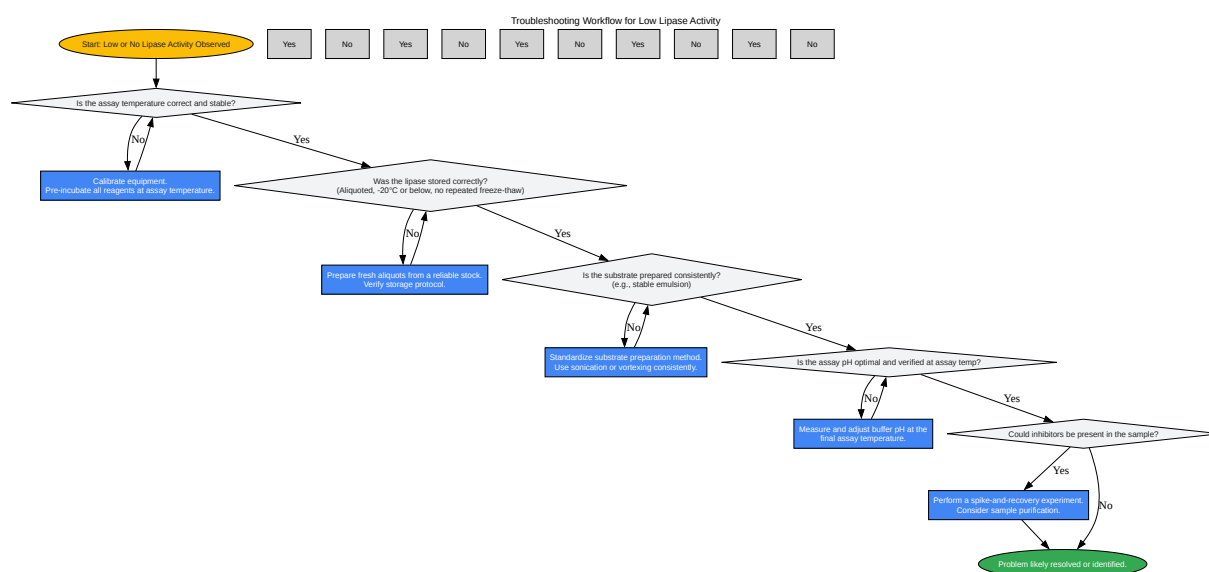 Troubleshooting Workflow for Low Lipase Activity
Start: Low or No Lipase Activity Observed
Yes
No
Yes
No
Yes
No
Yes
No
Yes
No
Is the assay temperature correct and stable?
No
Yes
Calibrate equipment.
Pre-incubate all reagents at assay temperature.
Was the lipase stored correctly?
(Aliquoted, -20°C or below, no repeated freeze-thaw)
No
Yes
Prepare fresh aliquots from a reliable stock.
Verify storage protocol.
Is the substrate prepared consistently?
(e.g., stable emulsion)
No
Yes
Standardize substrate preparation method.
Use sonication or vortexing consistently.
Is the assay pH optimal and verified at assay temp?
No
Yes
Measure and adjust buffer pH at the
final assay temperature.
Could inhibitors be present in the sample?
Yes
No
Perform a spike-and-recovery experiment.
Consider sample purification.
Problem likely resolved or identified.